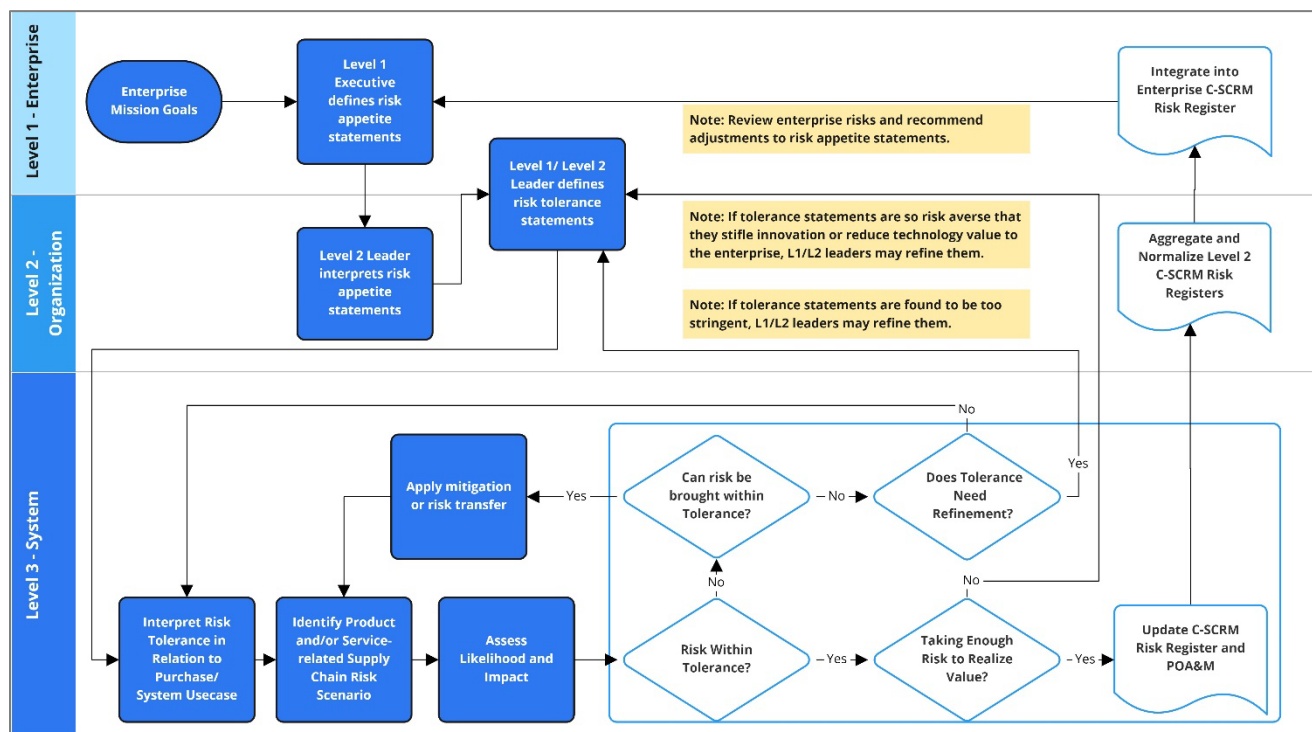 Level 1 - Enterprise
Enterprise
Mission Goals
Level 1
Executive
defines risk
appetite
statements
Integrate into
Enterprise C-SCRM
Risk Register
Note: Review enterprise risks and recommend
adjustments to risk appetite statements.
Level 1/ Level 2
Leader defines
risk tolerance
statements
Level 2 -
Organization
Level 2 Leader
interprets risk
appetite
statements
Note: If tolerance statements are so risk averse that
they stifle innovation or reduce technology value to
the enterprise, L1/L2 leaders may refine them.
Note: If tolerance statements are found to be too
stringent, L1/L2 leaders may refine them.
Aggregate and
Normalize Level 2
C-SCRM Risk
Registers
Level 3 - System
No
Apply mitigation
or risk transfer
Yes
Can risk be
brought within
Tolerance?
No
Does Tolerance
Need
Refinement?
Yes
No
No
Interpret Risk
Tolerance in
Relation to
Purchase/
System Usecase
Identify Product
and/or Service-
related Supply
Chain Risk
Scenario
Assess
Likelihood and
Impact
Risk Within
Tolerance?
Yes
Taking Enough
Risk to Realize
Value?
Yes
Update C-SCRM
Risk Register and
POA&M